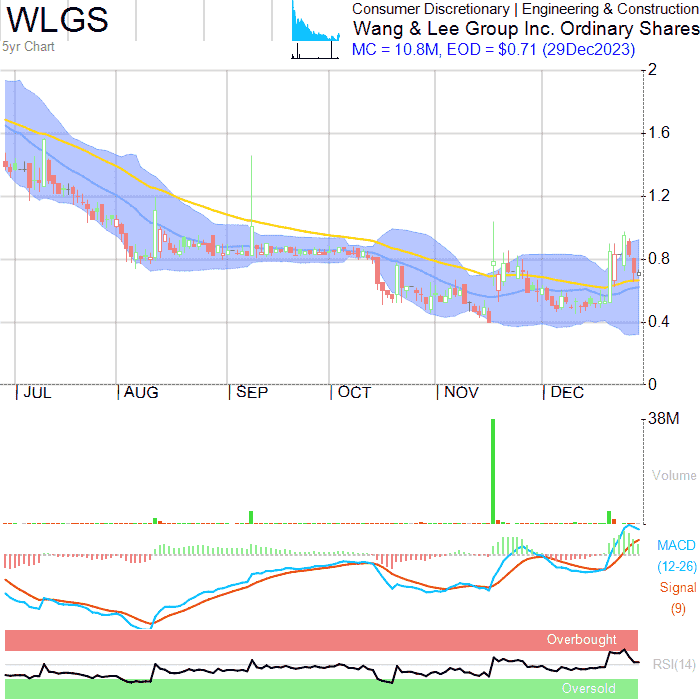 WLGS
5yr Chart
Consumer Discretionary | Engineering & Construction
Wang & Lee Group Inc. Ordinary Shares
MC = 10.8M, EOD = $0.71 (29Dec2023)
2
1.6
1.2
0.8
0.4
0
JUL AUG SEP OCT NOV DEC
38M
Volume
MACD
(12-26)
Signal
(9)
Overbought
RSI(14)
Oversold